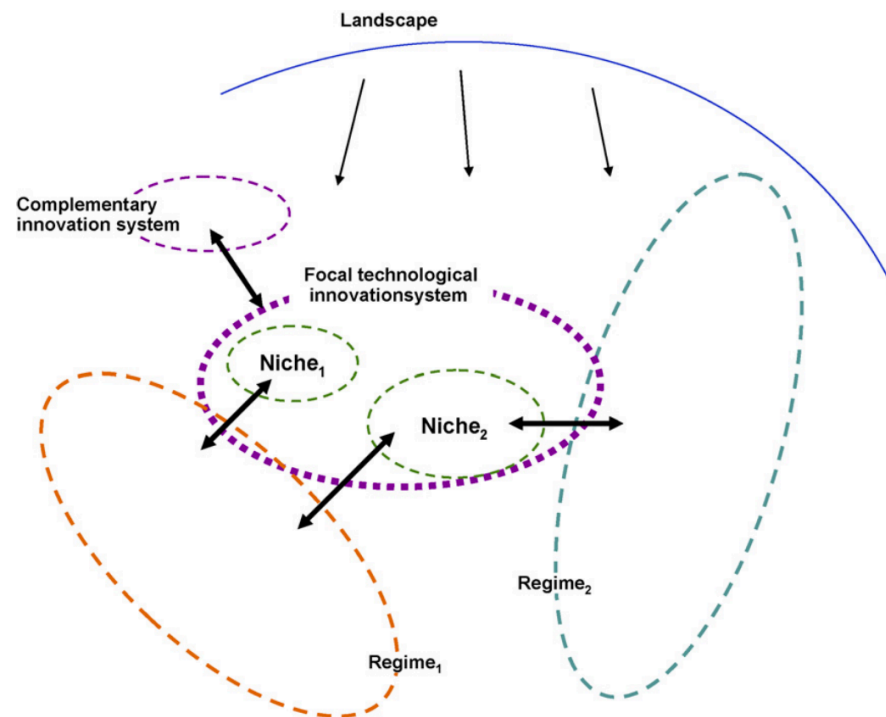 Landscape
Complementary
innovation system
Focal technological
innovationsystem
Niche₁
Niche₂
Regime₂
Regime₁